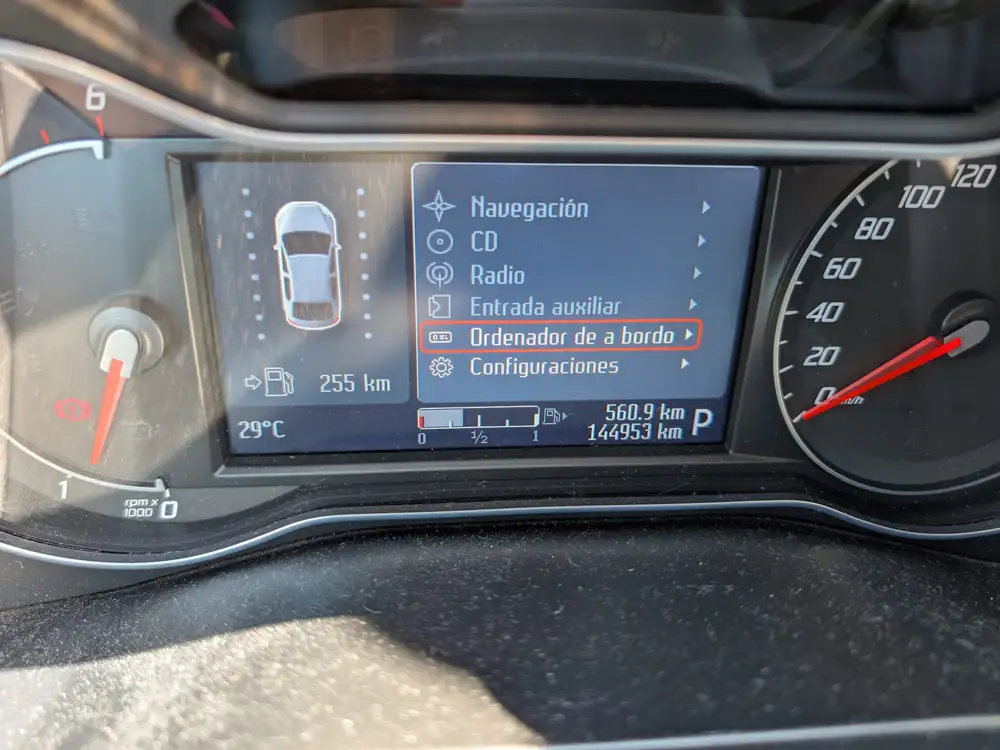 6
1
rpm x
1000 0
255 km
29°C
Navegación
CD
Radio
Entrada auxiliar
Ordenador de a bordo
Configuraciones
0 1/2 1
560.9 km
144953 km
P
120
100
80
60
40
20
0
km/h